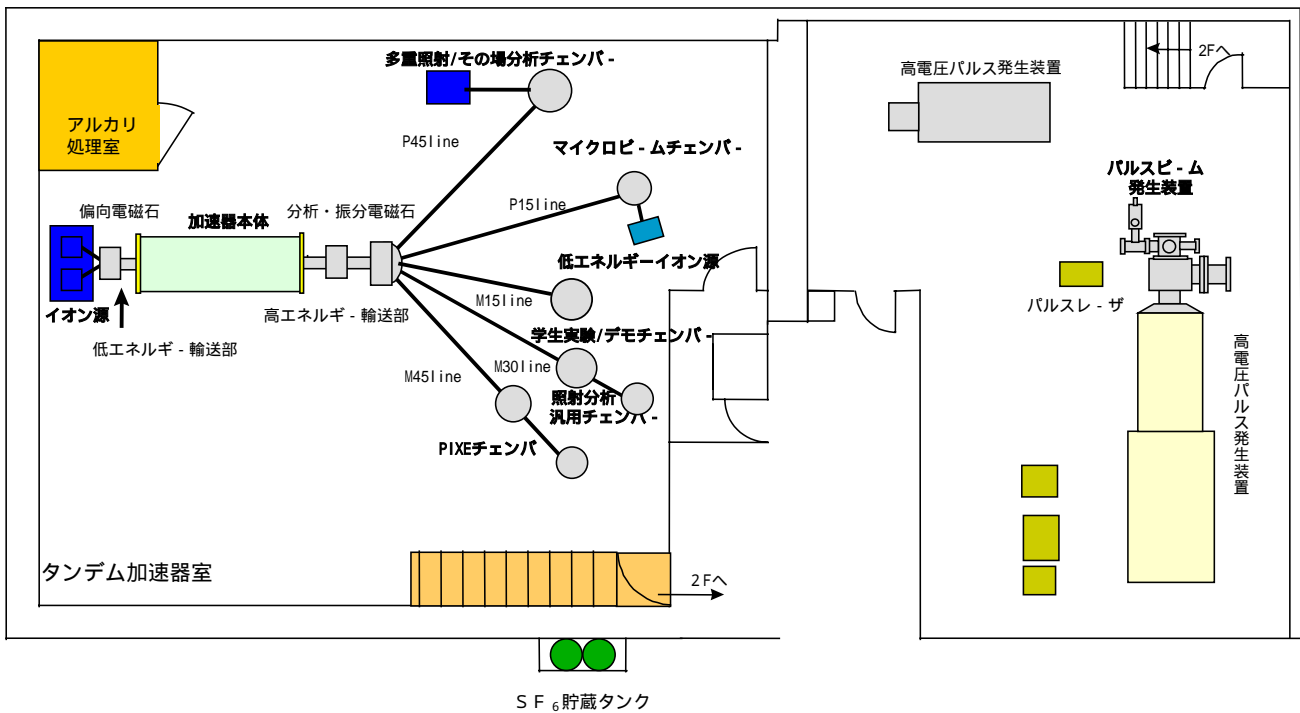 多重照射/その場分析チェンバ-
2Fへ
高電圧パルス発生装置
アルカリ
処理室
P45line
マイクロビ-ムチェンバ-
パルスビ-ム
発生装置
偏向電磁石
加速器本体
分析・振分電磁石
P15line
低エネルギーイオン源
イオン源
高エネルギ-輸送部
M15line
パルスレ-ザ
低エネルギ-輸送部
学生実験/デモチェンバ-
M30line
M45line
照射分析
汎用チェンバ-
高電圧パルス発生装置
PIXEチェンバ
タンデム加速器室
2Fへ
SF6貯蔵タンク